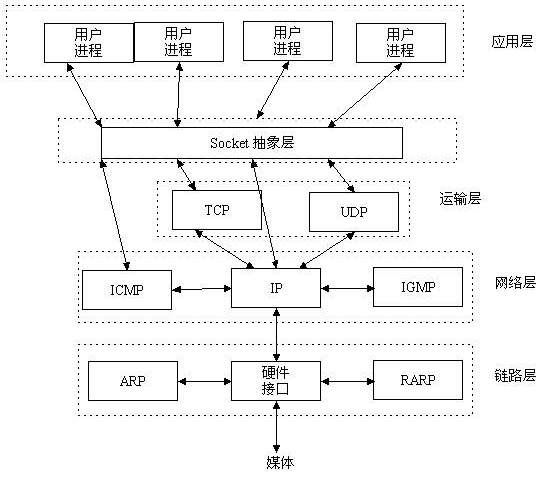 用户 用户 用户 用户
进程 进程 进程 进程
应用层
Socket 抽象层
TCP UDP
运输层
ICMP IP IGMP
网络层
ARP 硬件 RARP
接口
链路层
媒体